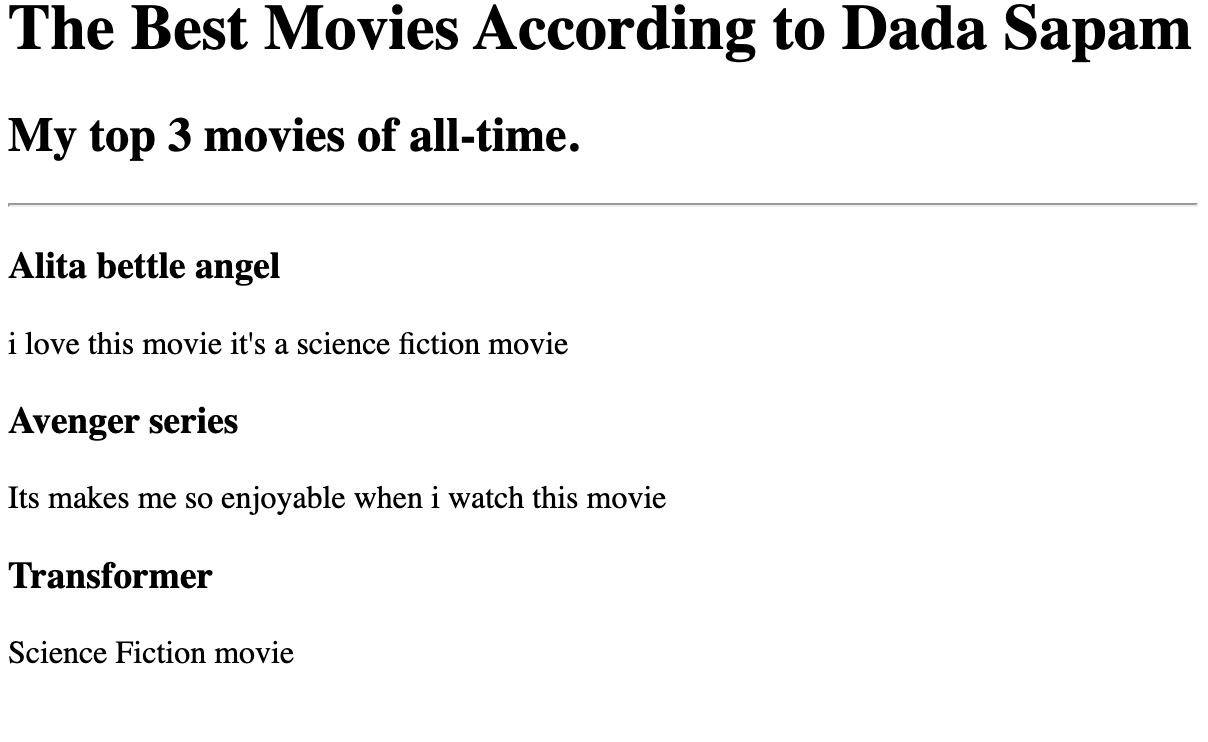 The Best Movies According to Dada Sapam
My top 3 movies of all-time.
Alita bettle angel
i love this movie it's a science fiction movie
Avenger series
Its makes me so enjoyable when i watch this movie
Transformer
Science Fiction movie